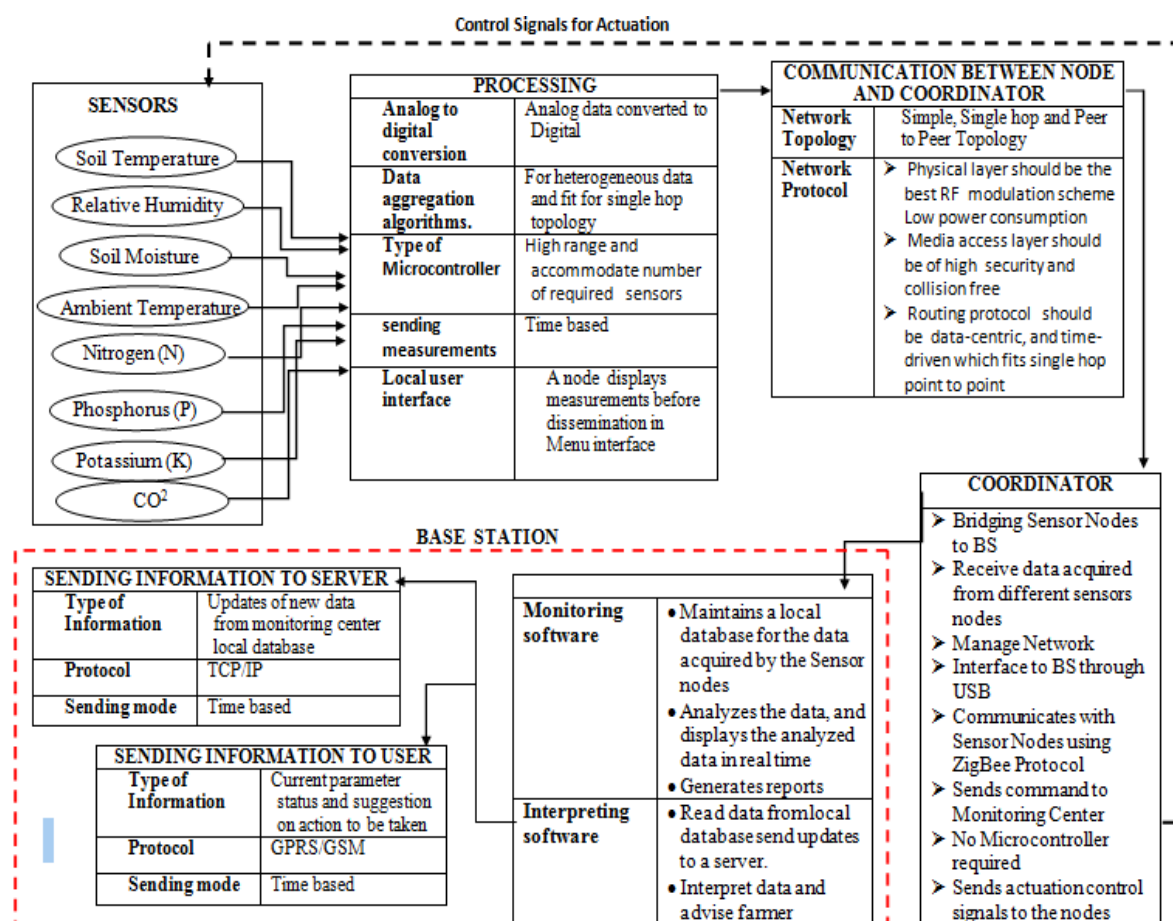 Control Signals for Actuation
SENSORS
Soil Temperature
Relative Humidity
Soil Moisture
Ambient Temperature
Nitrogen (N)
Phosphorus (P)
Potassium (K)
CO²
PROCESSING
Analog to
digital
conversion
Analog data converted to
Digital
Data
aggregation
algorithms.
For heterogeneous data
and fit for single hop
topology
Type of
Microcontroller
High range and
accommodate number
of required sensors
sending
measurements
Time based
Local user
interface
A node displays
measurements before
dissemination in
Menu interface
COMMUNICATION BETWEEN NODE
AND COORDINATOR
Network
Topology
Simple, Single hop and Peer
to Peer Topology
Network
Protocol
➢ Physical layer should be the
best RF modulation scheme
Low power consumption
➢ Media access layer should
be of high security and
collision free
➢ Routing protocol should
be data-centric, and time-
driven which fits single hop
point to point
COORDINATOR
➢ Bridging Sensor Nodes
to BS
➢ Receive data acquired
from different sensors
nodes
➢ Manage Network
➢ Interface to BS through
USB
➢ Communicates with
Sensor Nodes using
ZigBee Protocol
➢ Sends command to
Monitoring Center
➢ No Microcontroller
required
➢ Sends actuation control
signals to the nodes
BASE STATION
SENDING INFORMATION TO SERVER
Type of
Information
Updates of new data
from monitoring center
local database
Protocol
TCP/IP
Sending mode
Time based
SENDING INFORMATION TO USER
Type of
Information
Current parameter
status and suggestion
on action to be taken
Protocol
GPRS/GSM
Sending mode
Time based
Monitoring
software
• Maintains a local
database for the data
acquired by the Sensor
nodes
• Analyzes the data, and
displays the analyzed
data in real time
• Generates reports
Interpreting
software
• Read data fromlocal
database send updates
to a server.
• Interpret data and
advise farmer